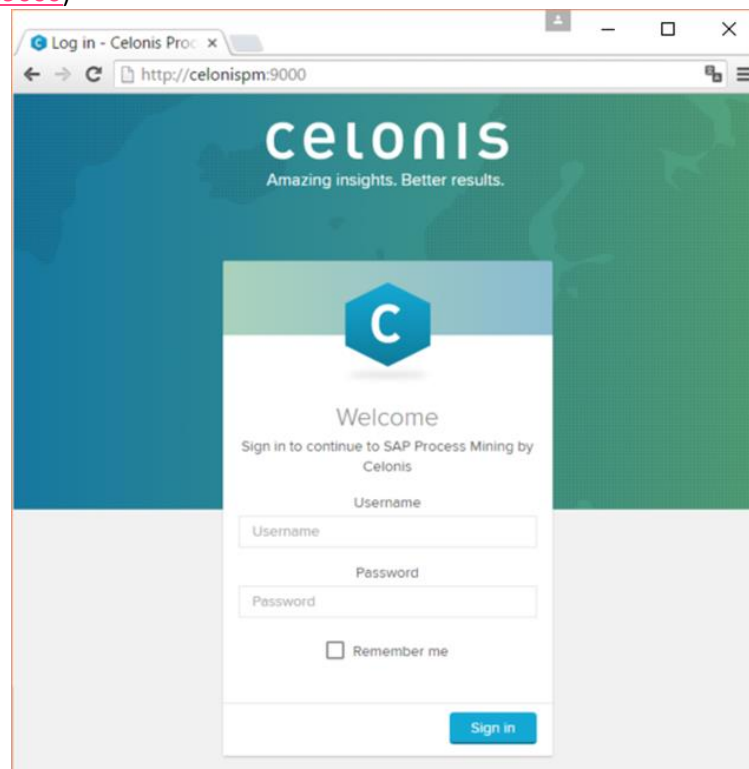 Log in - Celonis Proc
http://celonispm:9000
celonis
Amazing insights. Better results.
C
Welcome
Sign in to continue to SAP Process Mining by
Celonis
Username
Username
Password
Password
Remember me
Sign in